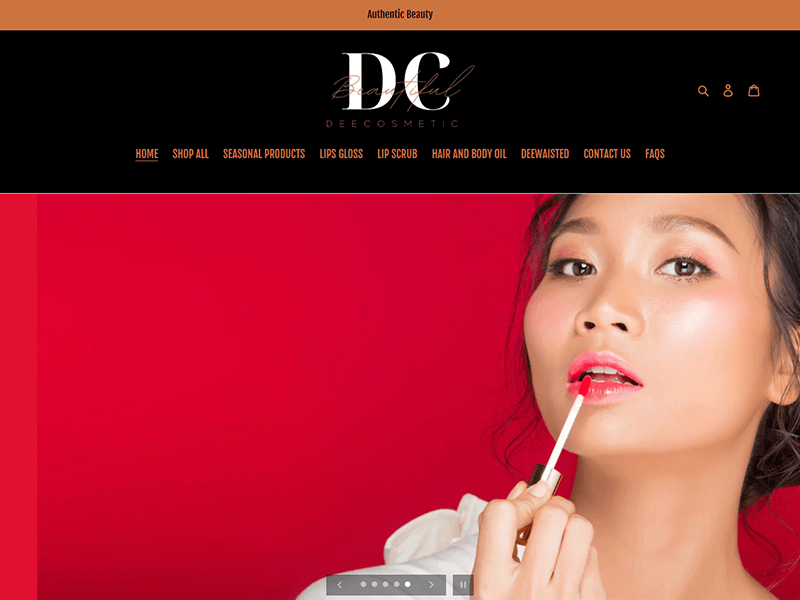 Authentic Beauty
DC
Beautiful
DEECOSMETIC
HOME SHOP ALL SEASONAL PRODUCTS LIPS GLOSS LIP SCRUB HAIR AND BODY OIL DEEWAISTED CONTACT US FAQS